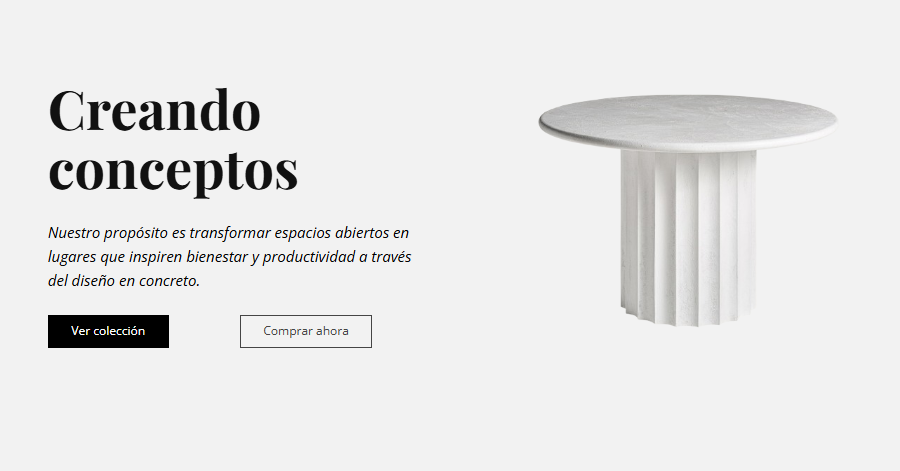 Creando
conceptos
Nuestro propósito es transformar espacios abiertos en
lugares que inspiren bienestar y productividad a través
del diseño en concreto.
Ver colección
Comprar ahora